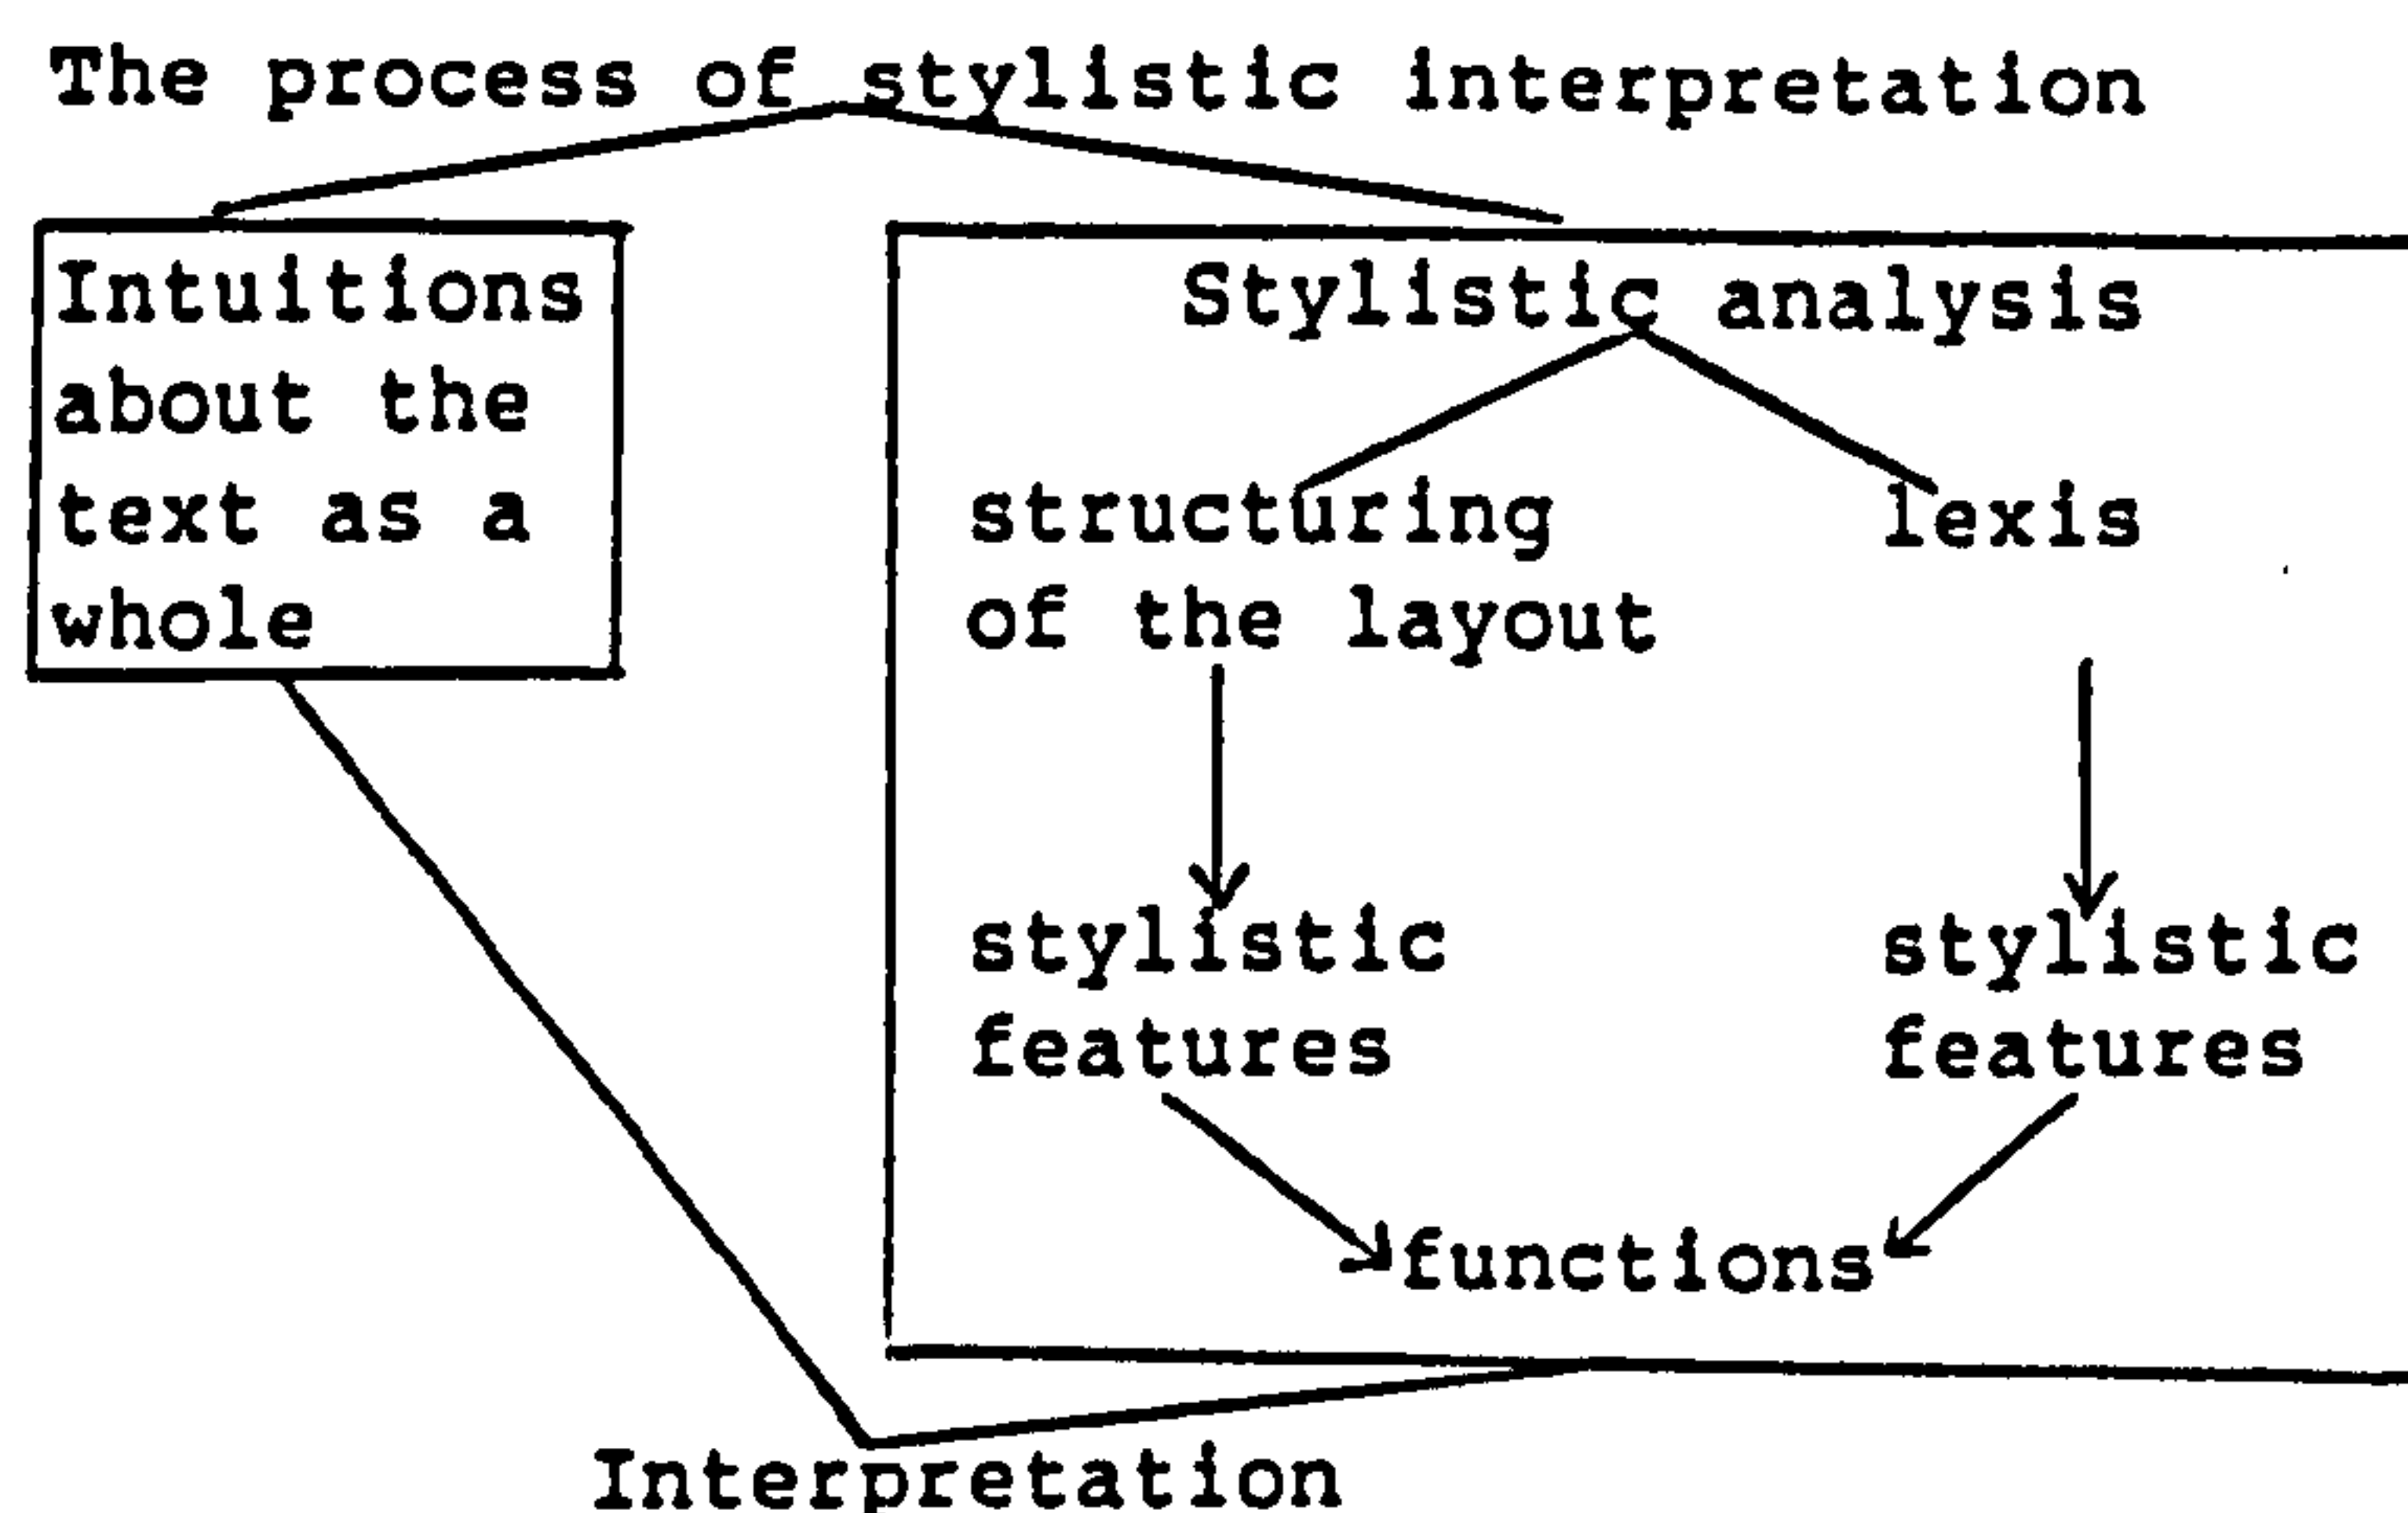 The process of stylistic interpretation
Intuitions
about the
text as a
whole
Stylistic analysis
structuring
of the layout
lexis
stylistic
features
stylistic
features
functions
Interpretation